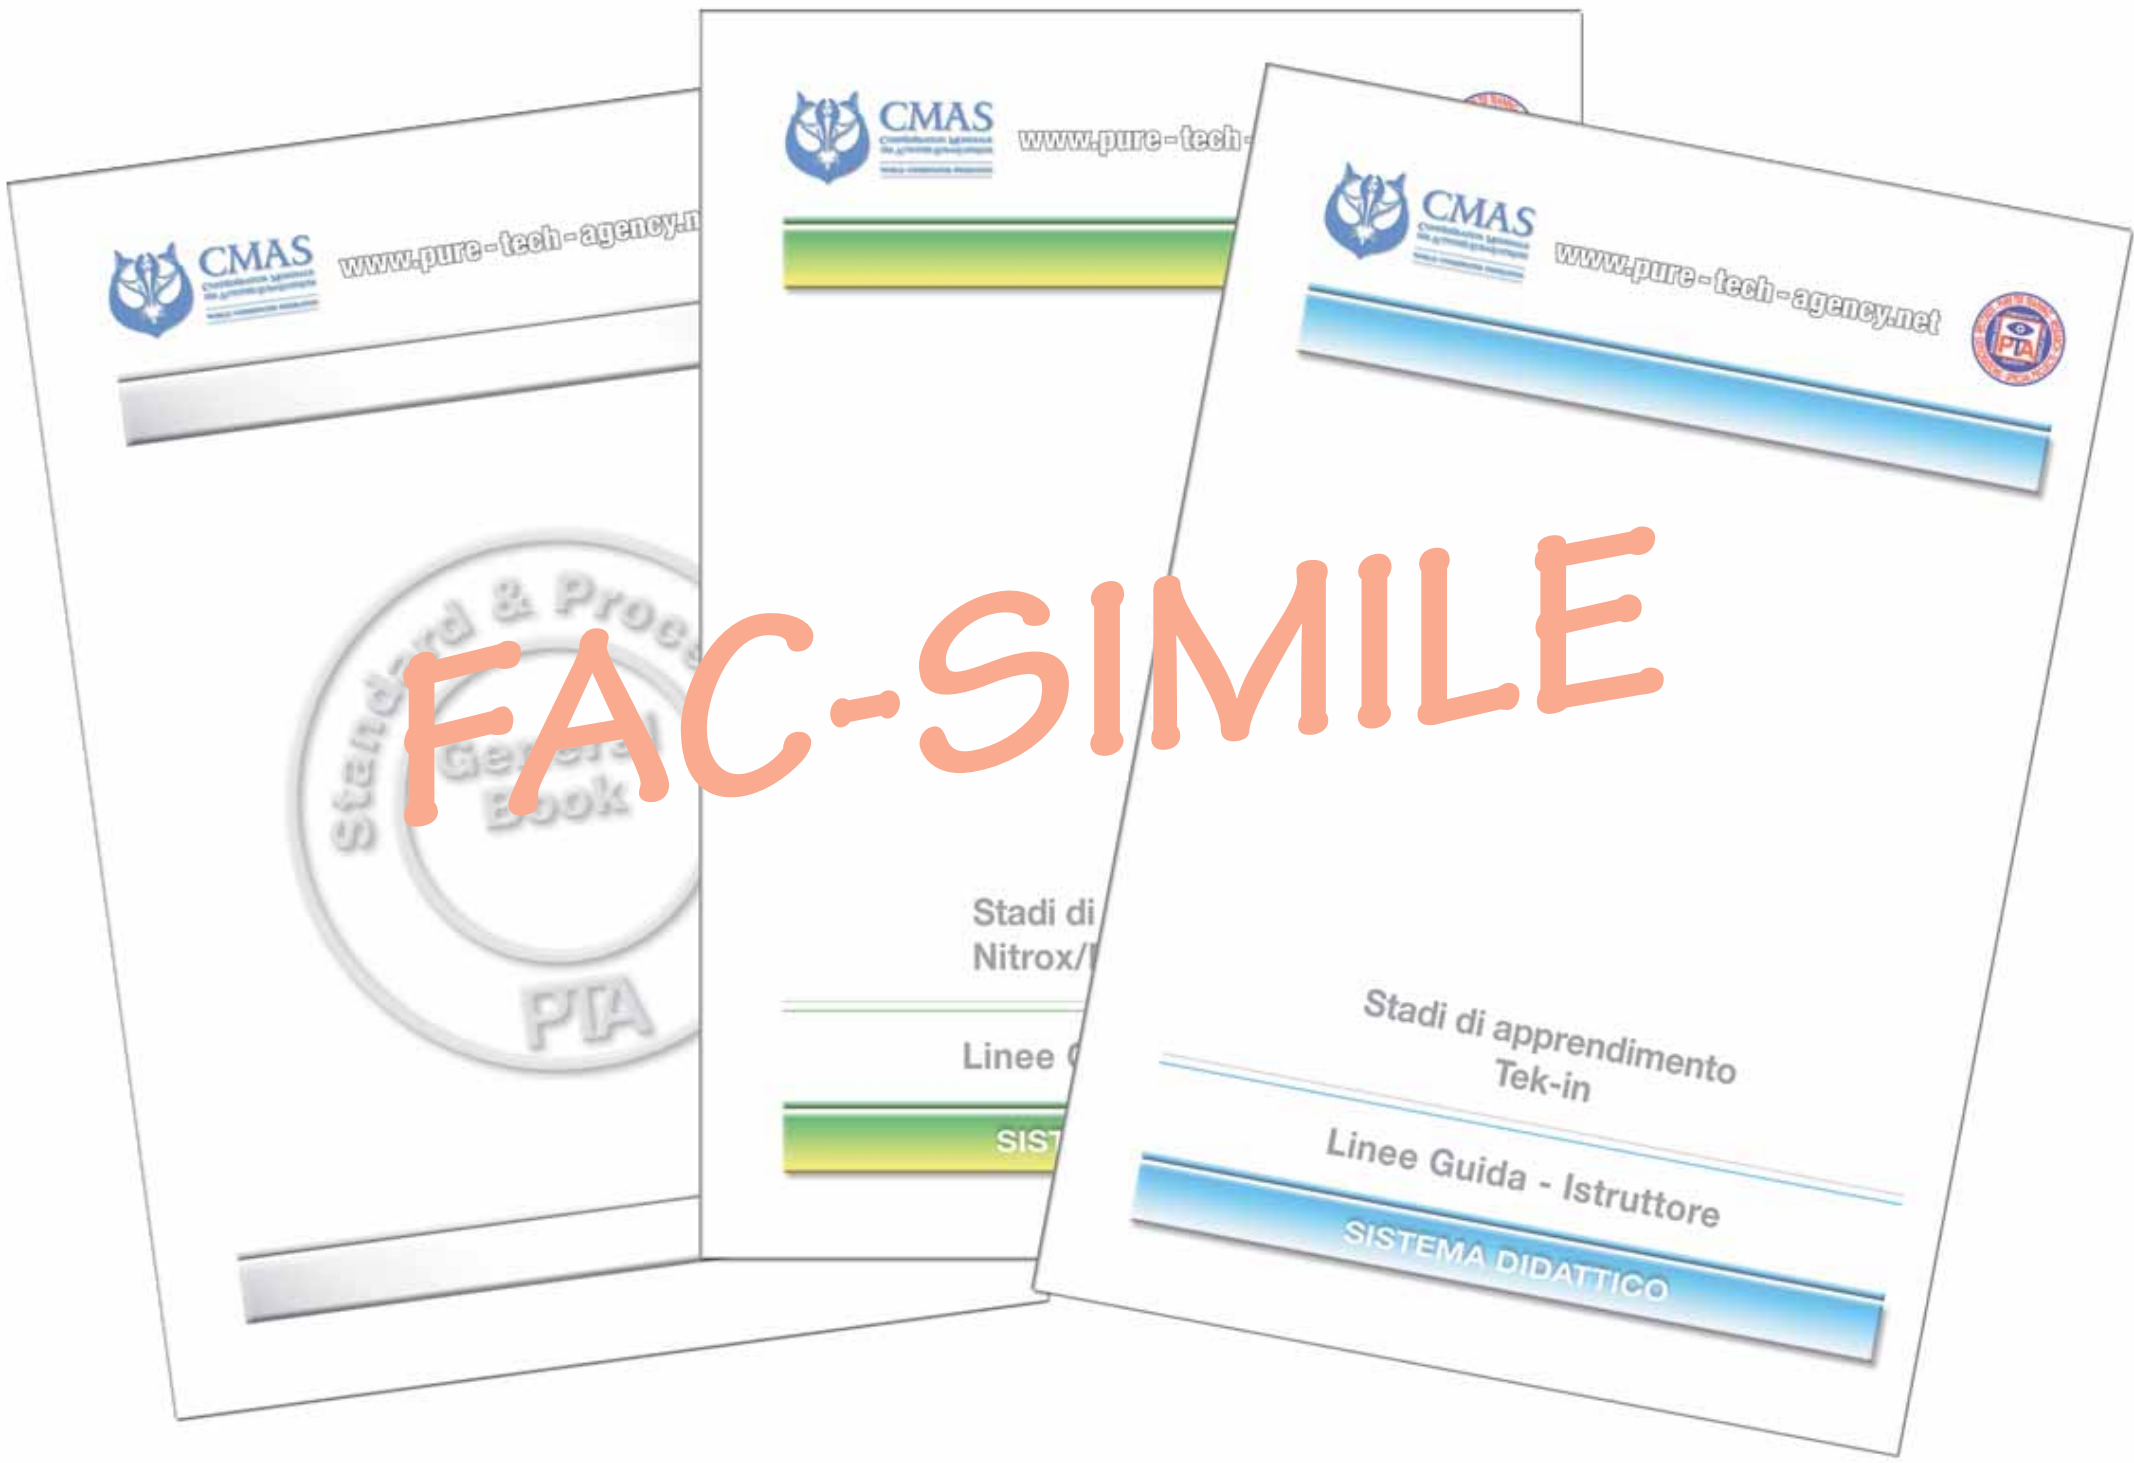 CMAS
www.pure-tech-agency.n
Standard & Proce
General
Book
PTA
CMAS
www.pure-tech-
Stadi di
Nitrox/
Linee
SIST
CMAS
www.pure-tech-agency.net
PTA
Stadi di apprendimento
Tek-in
Linee Guida - Istruttore
SISTEMA DIDATTICO
FAC-SIMILE